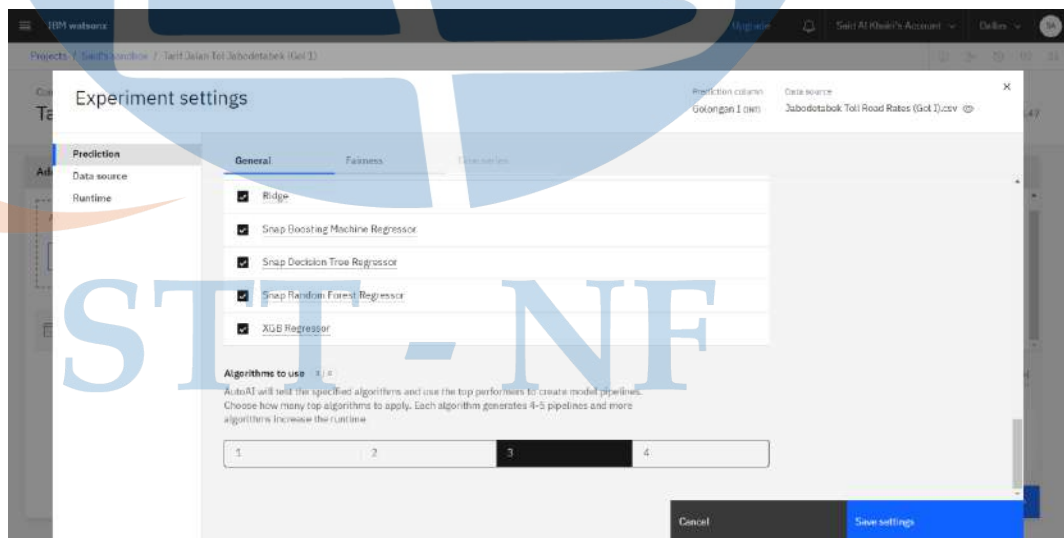 IBM watsonx
Upgrade
Said Al Khairi's Account
Dallas
SA
Projects / Said's sandbox / Tarif Jalan Tol Jabodetabek (Gol 1)
Experiment settings
Prediction column
Data source
Golongan I (IDR)
Jabodetabek Toll Road Rates (Gol I).csv
Prediction
Data source
Runtime
General
Fairness
Time series
Ridge
Snap Boosting Machine Regressor
Snap Decision Tree Regressor
Snap Random Forest Regressor
XGB Regressor
Algorithms to use
AutoAI will test the specified algorithms and use the top performers to create model pipelines.
Choose how many top algorithms to apply. Each algorithm generates 4-5 pipelines and more
algorithms increase the runtime
1
2
3
4
Cancel
Save settings
STT - NF